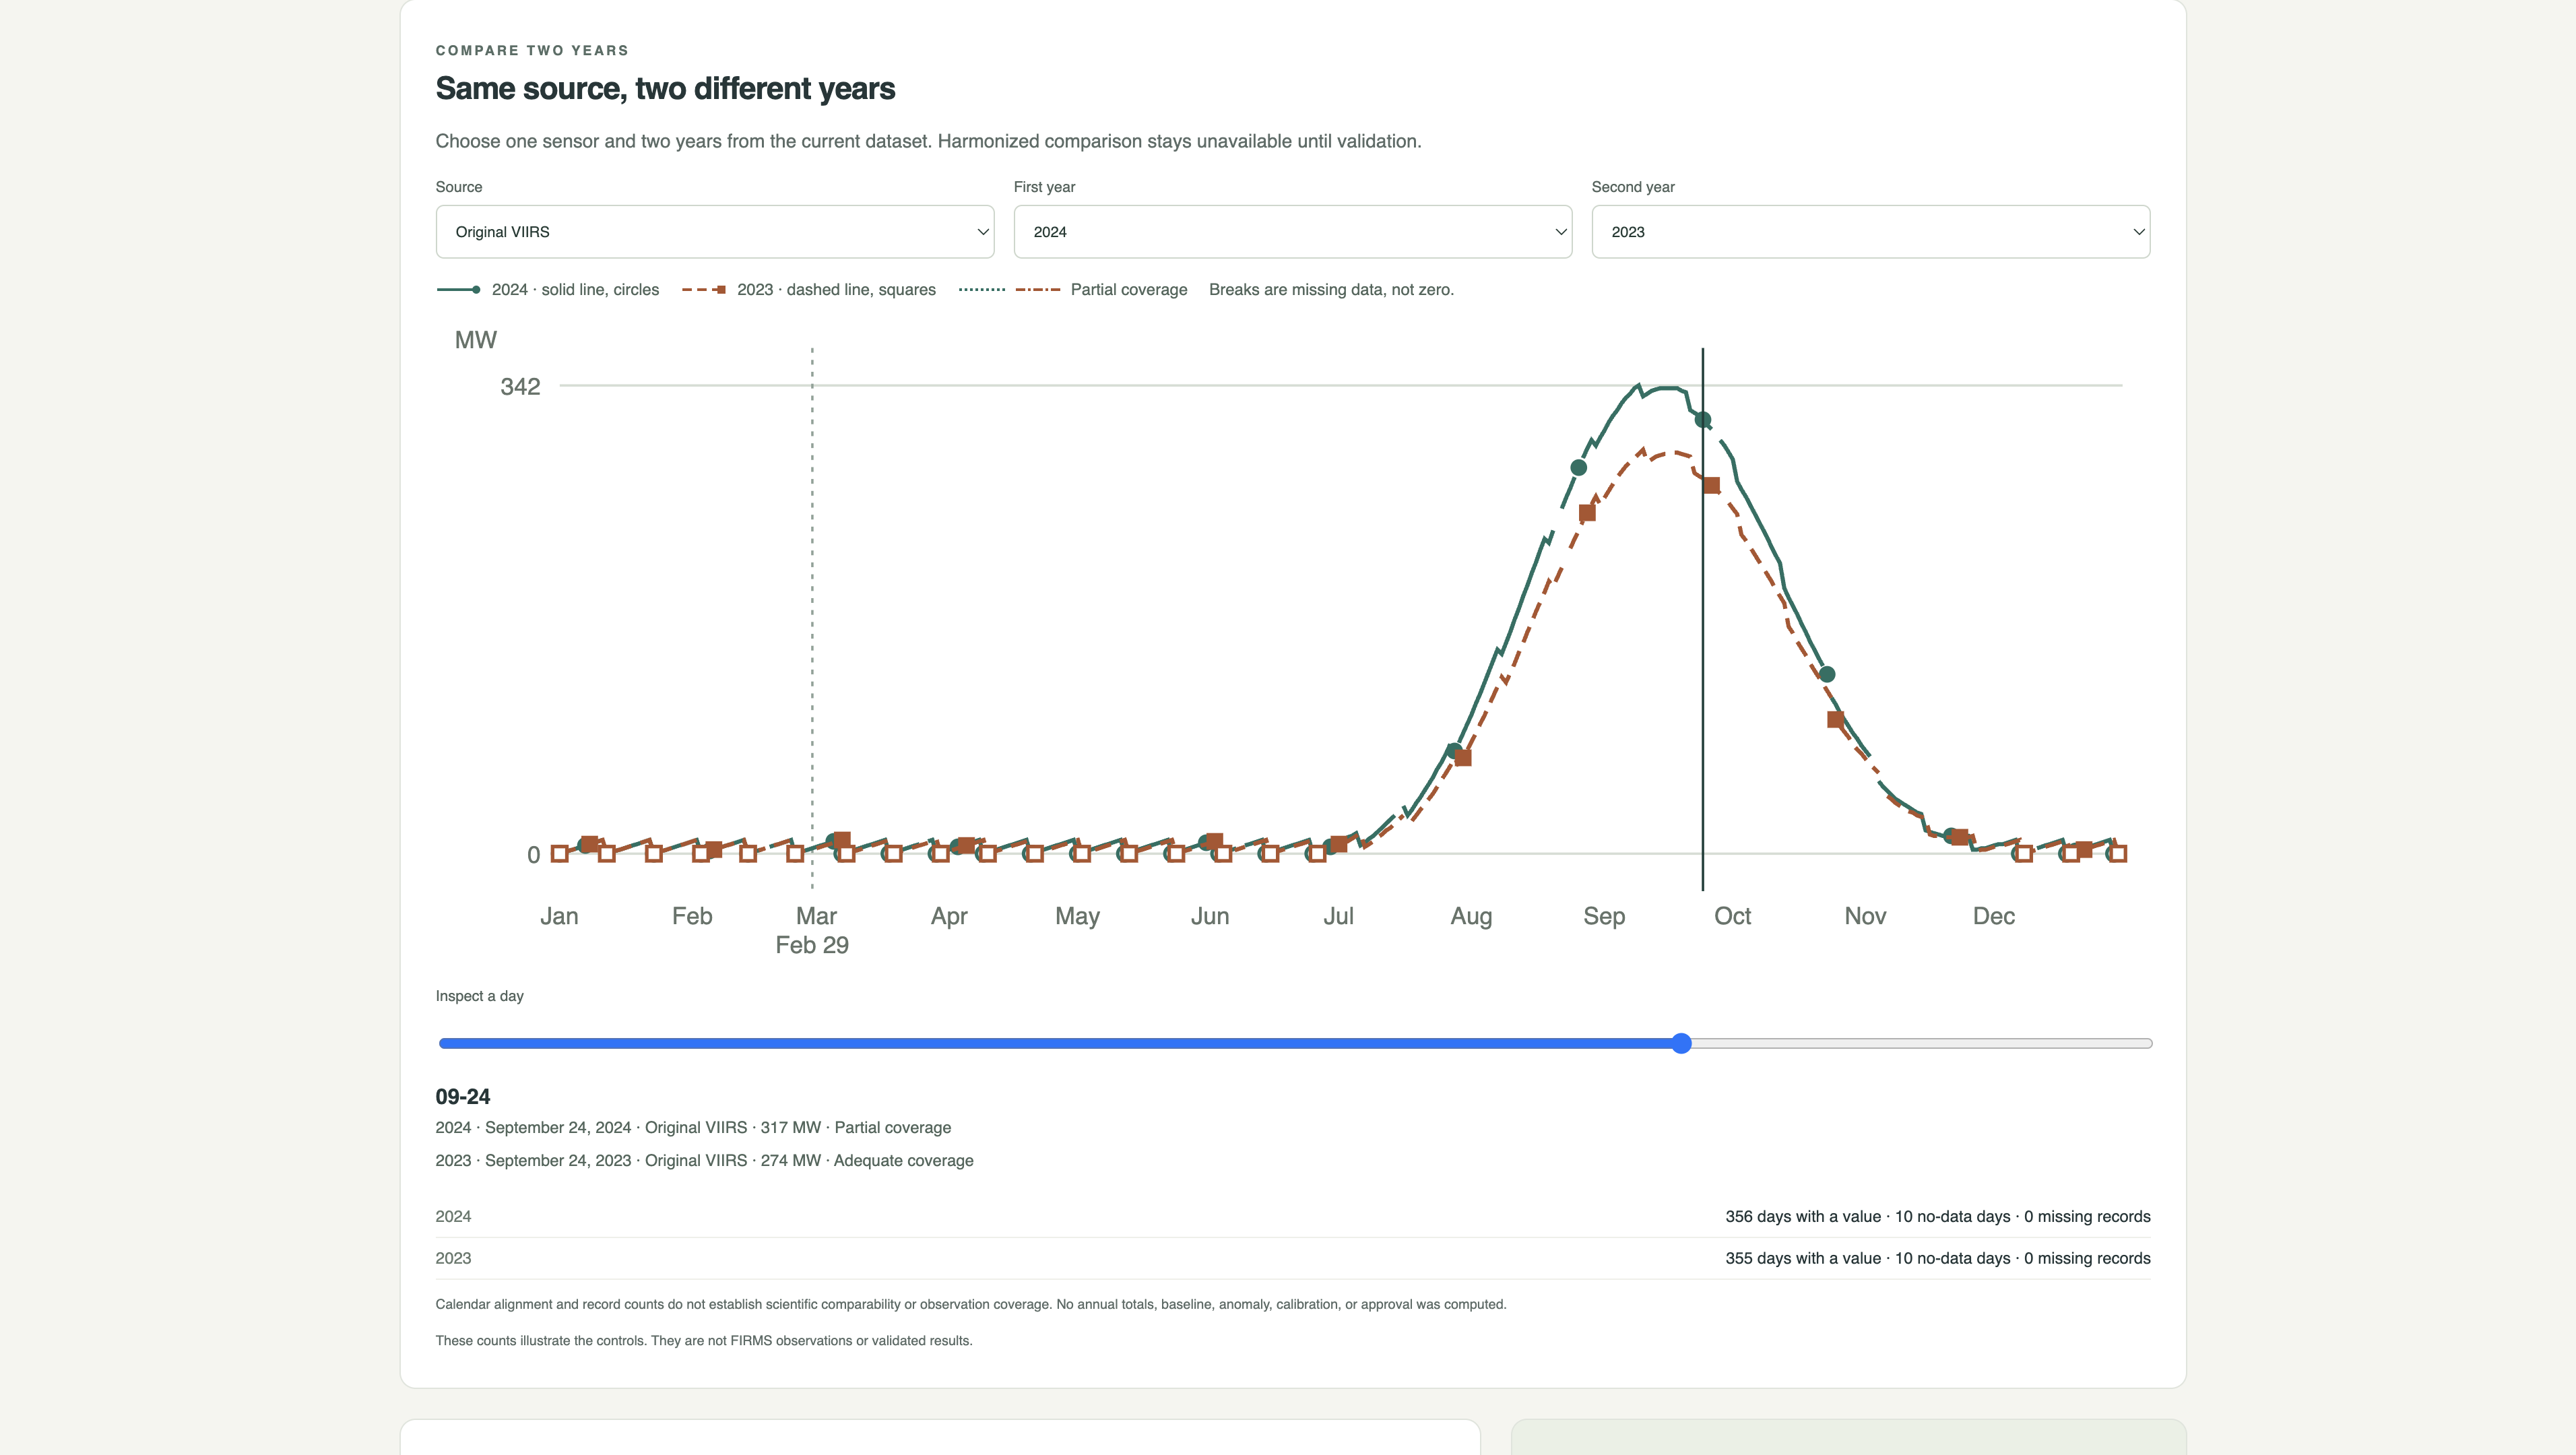 COMPARE TWO YEARS
Same source, two different years
Choose one sensor and two years from the current dataset. Harmonized comparison stays unavailable until validation.
Source
First year
Second year
Original VIIRS
2024
2023
2024 · solid line, circles
2023 · dashed line, squares
Partial coverage
Breaks are missing data, not zero.
MW
342
0
Jan
Feb
Mar
Apr
May
Jun
Jul
Aug
Sep
Oct
Nov
Dec
Feb 29
Inspect a day
09-24
2024 · September 24, 2024 · Original VIIRS · 317 MW · Partial coverage
2023 · September 24, 2023 · Original VIIRS · 274 MW · Adequate coverage
2024
356 days with a value · 10 no-data days · 0 missing records
2023
355 days with a value · 10 no-data days · 0 missing records
Calendar alignment and record counts do not establish scientific comparability or observation coverage. No annual totals, baseline, anomaly, calibration, or approval was computed.
These counts illustrate the controls. They are not FIRMS observations or validated results.